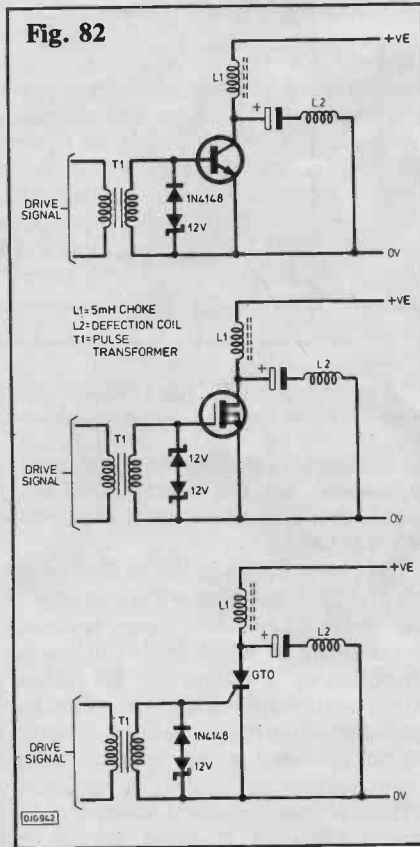 Fig. 82
+VE
L1
+
L2
T1
DRIVE
SIGNAL
1N4148
12V
0V
L1= 5mH CHOKE
L2= DEFECTION COIL
T1= PULSE
TRANSFORMER
+VE
L1
+
L2
T1
DRIVE
SIGNAL
12V
12V
0V
+VE
L1
+
L2
GTO
T1
DRIVE
SIGNAL
1N4148
12V
0V
DJG942